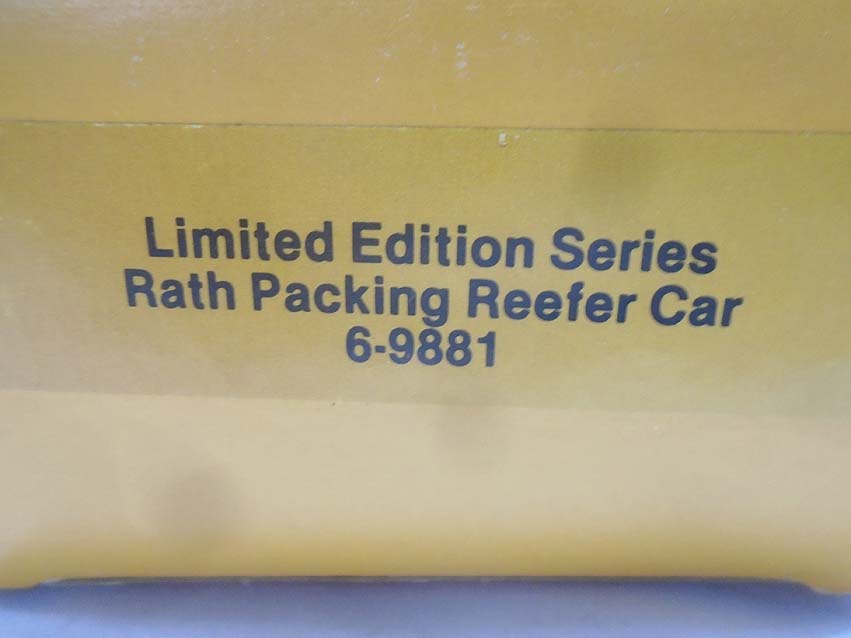 Limited Edition Series
Rath Packing Reefer Car
6-9881